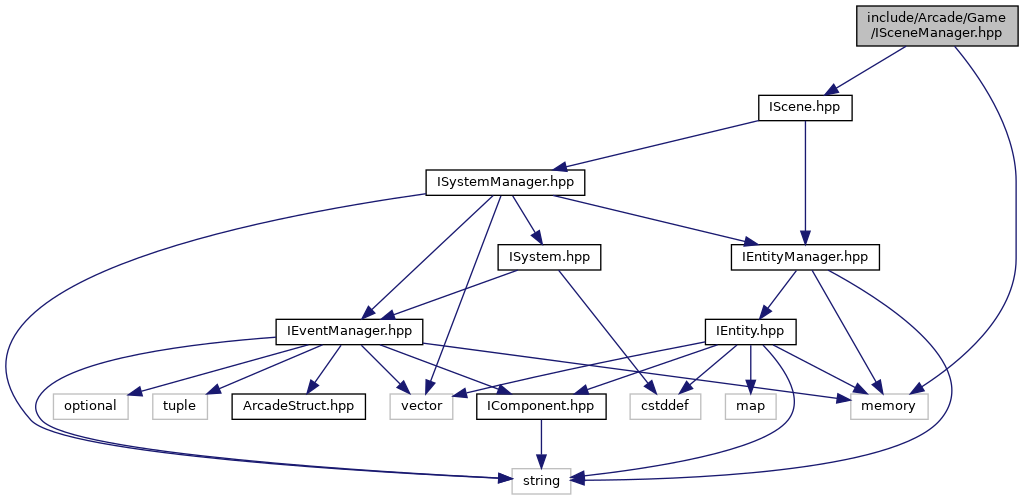 include/Arcade/Game
/ISceneManager.hpp
IScene.hpp
ISystemManager.hpp
ISystem.hpp
IEntityManager.hpp
IEventManager.hpp
IEntity.hpp
optional
tuple
ArcadeStruct.hpp
vector
IComponent.hpp
cstddef
map
memory
string